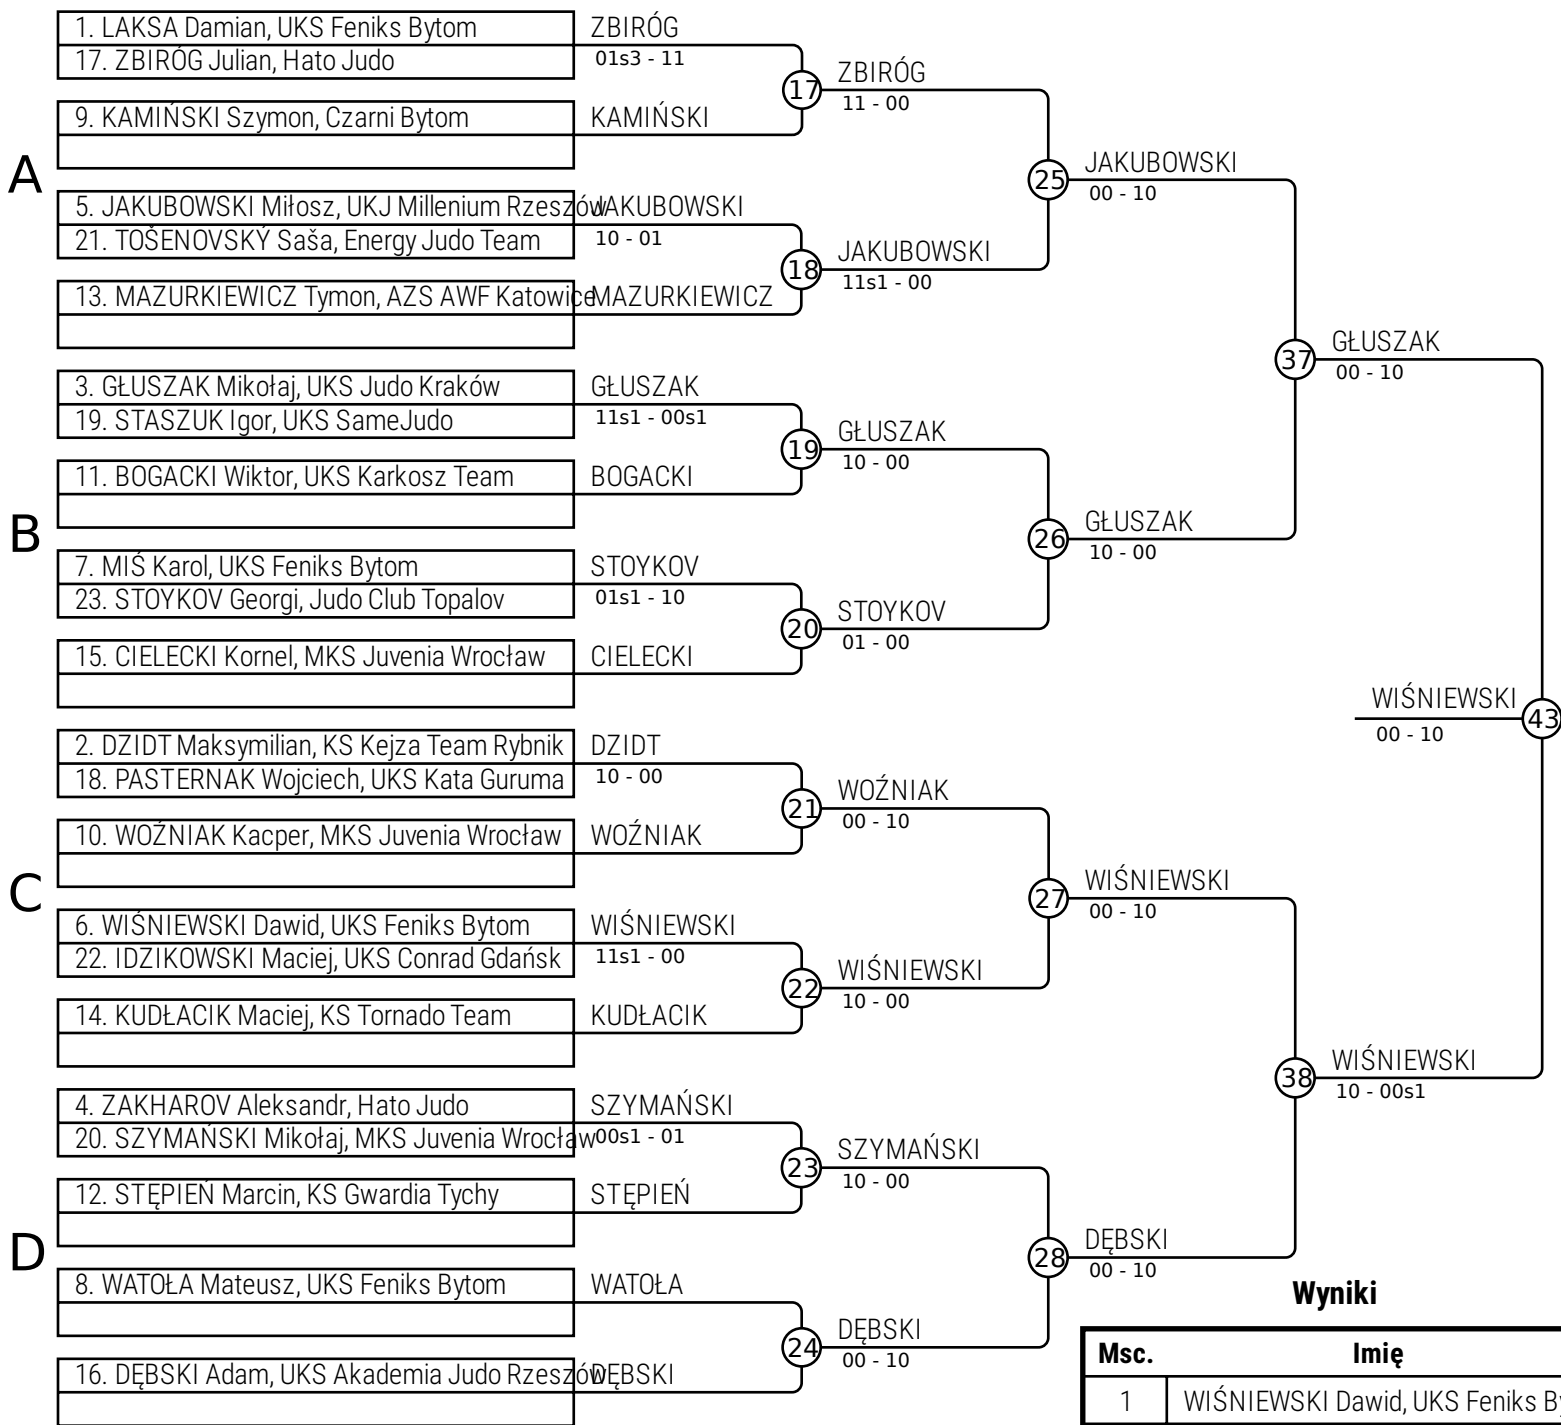 1. LAKSA Damian, UKS Feniks Bytom
17. ZBIRÓG Julian, Hato Judo
ZBIRÓG
01s3 - 11
9. KAMIŃSKI Szymon, Czarni Bytom
KAMIŃSKI
17
ZBIRÓG
11 - 00
A
5. JAKUBOWSKI Miłosz, UKJ Millenium Rzeszów
21. TOŠENOVSKÝ Saša, Energy Judo Team
JAKUBOWSKI
10 - 01
13. MAZURKIEWICZ Tymon, AZS AWF Katowice
MAZURKIEWICZ
18
JAKUBOWSKI
11s1 - 00
25
JAKUBOWSKI
00 - 10
3. GŁUSZAK Mikołaj, UKS Judo Kraków
19. STASZUK Igor, UKS SameJudo
GŁUSZAK
11s1 - 00s1
11. BOGACKI Wiktor, UKS Karkosz Team
BOGACKI
19
GŁUSZAK
10 - 00
B
7. MIŚ Karol, UKS Feniks Bytom
23. STOYKOV Georgi, Judo Club Topalov
STOYKOV
01s1 - 10
15. CIELECKI Kornel, MKS Juvenia Wrocław
CIELECKI
20
STOYKOV
01 - 00
26
GŁUSZAK
10 - 00
37
GŁUSZAK
00 - 10
2. DZIDT Maksymilian, KS Kejza Team Rybnik
18. PASTERNAK Wojciech, UKS Kata Guruma
DZIDT
10 - 00
10. WOŹNIAK Kacper, MKS Juvenia Wrocław
WOŹNIAK
21
WOŹNIAK
00 - 10
C
6. WIŚNIEWSKI Dawid, UKS Feniks Bytom
22. IDZIKOWSKI Maciej, UKS Conrad Gdańsk
WIŚNIEWSKI
11s1 - 00
14. KUDŁACIK Maciej, KS Tornado Team
KUDŁACIK
22
WIŚNIEWSKI
10 - 00
27
WIŚNIEWSKI
00 - 10
4. ZAKHAROV Aleksandr, Hato Judo
20. SZYMAŃSKI Mikołaj, MKS Juvenia Wrocław
SZYMAŃSKI
00s1 - 01
12. STĘPIEŃ Marcin, KS Gwardia Tychy
STĘPIEŃ
23
SZYMAŃSKI
10 - 00
D
8. WATOŁA Mateusz, UKS Feniks Bytom
WATOŁA
16. DĘBSKI Adam, UKS Akademia Judo Rzeszów
DĘBSKI
24
DĘBSKI
00 - 10
28
DĘBSKI
00 - 10
38
WIŚNIEWSKI
10 - 00s1
WIŚNIEWSKI
00 - 10
43
Wyniki
Msc. Imię
1 WIŚNIEWSKI Dawid, UKS Feniks